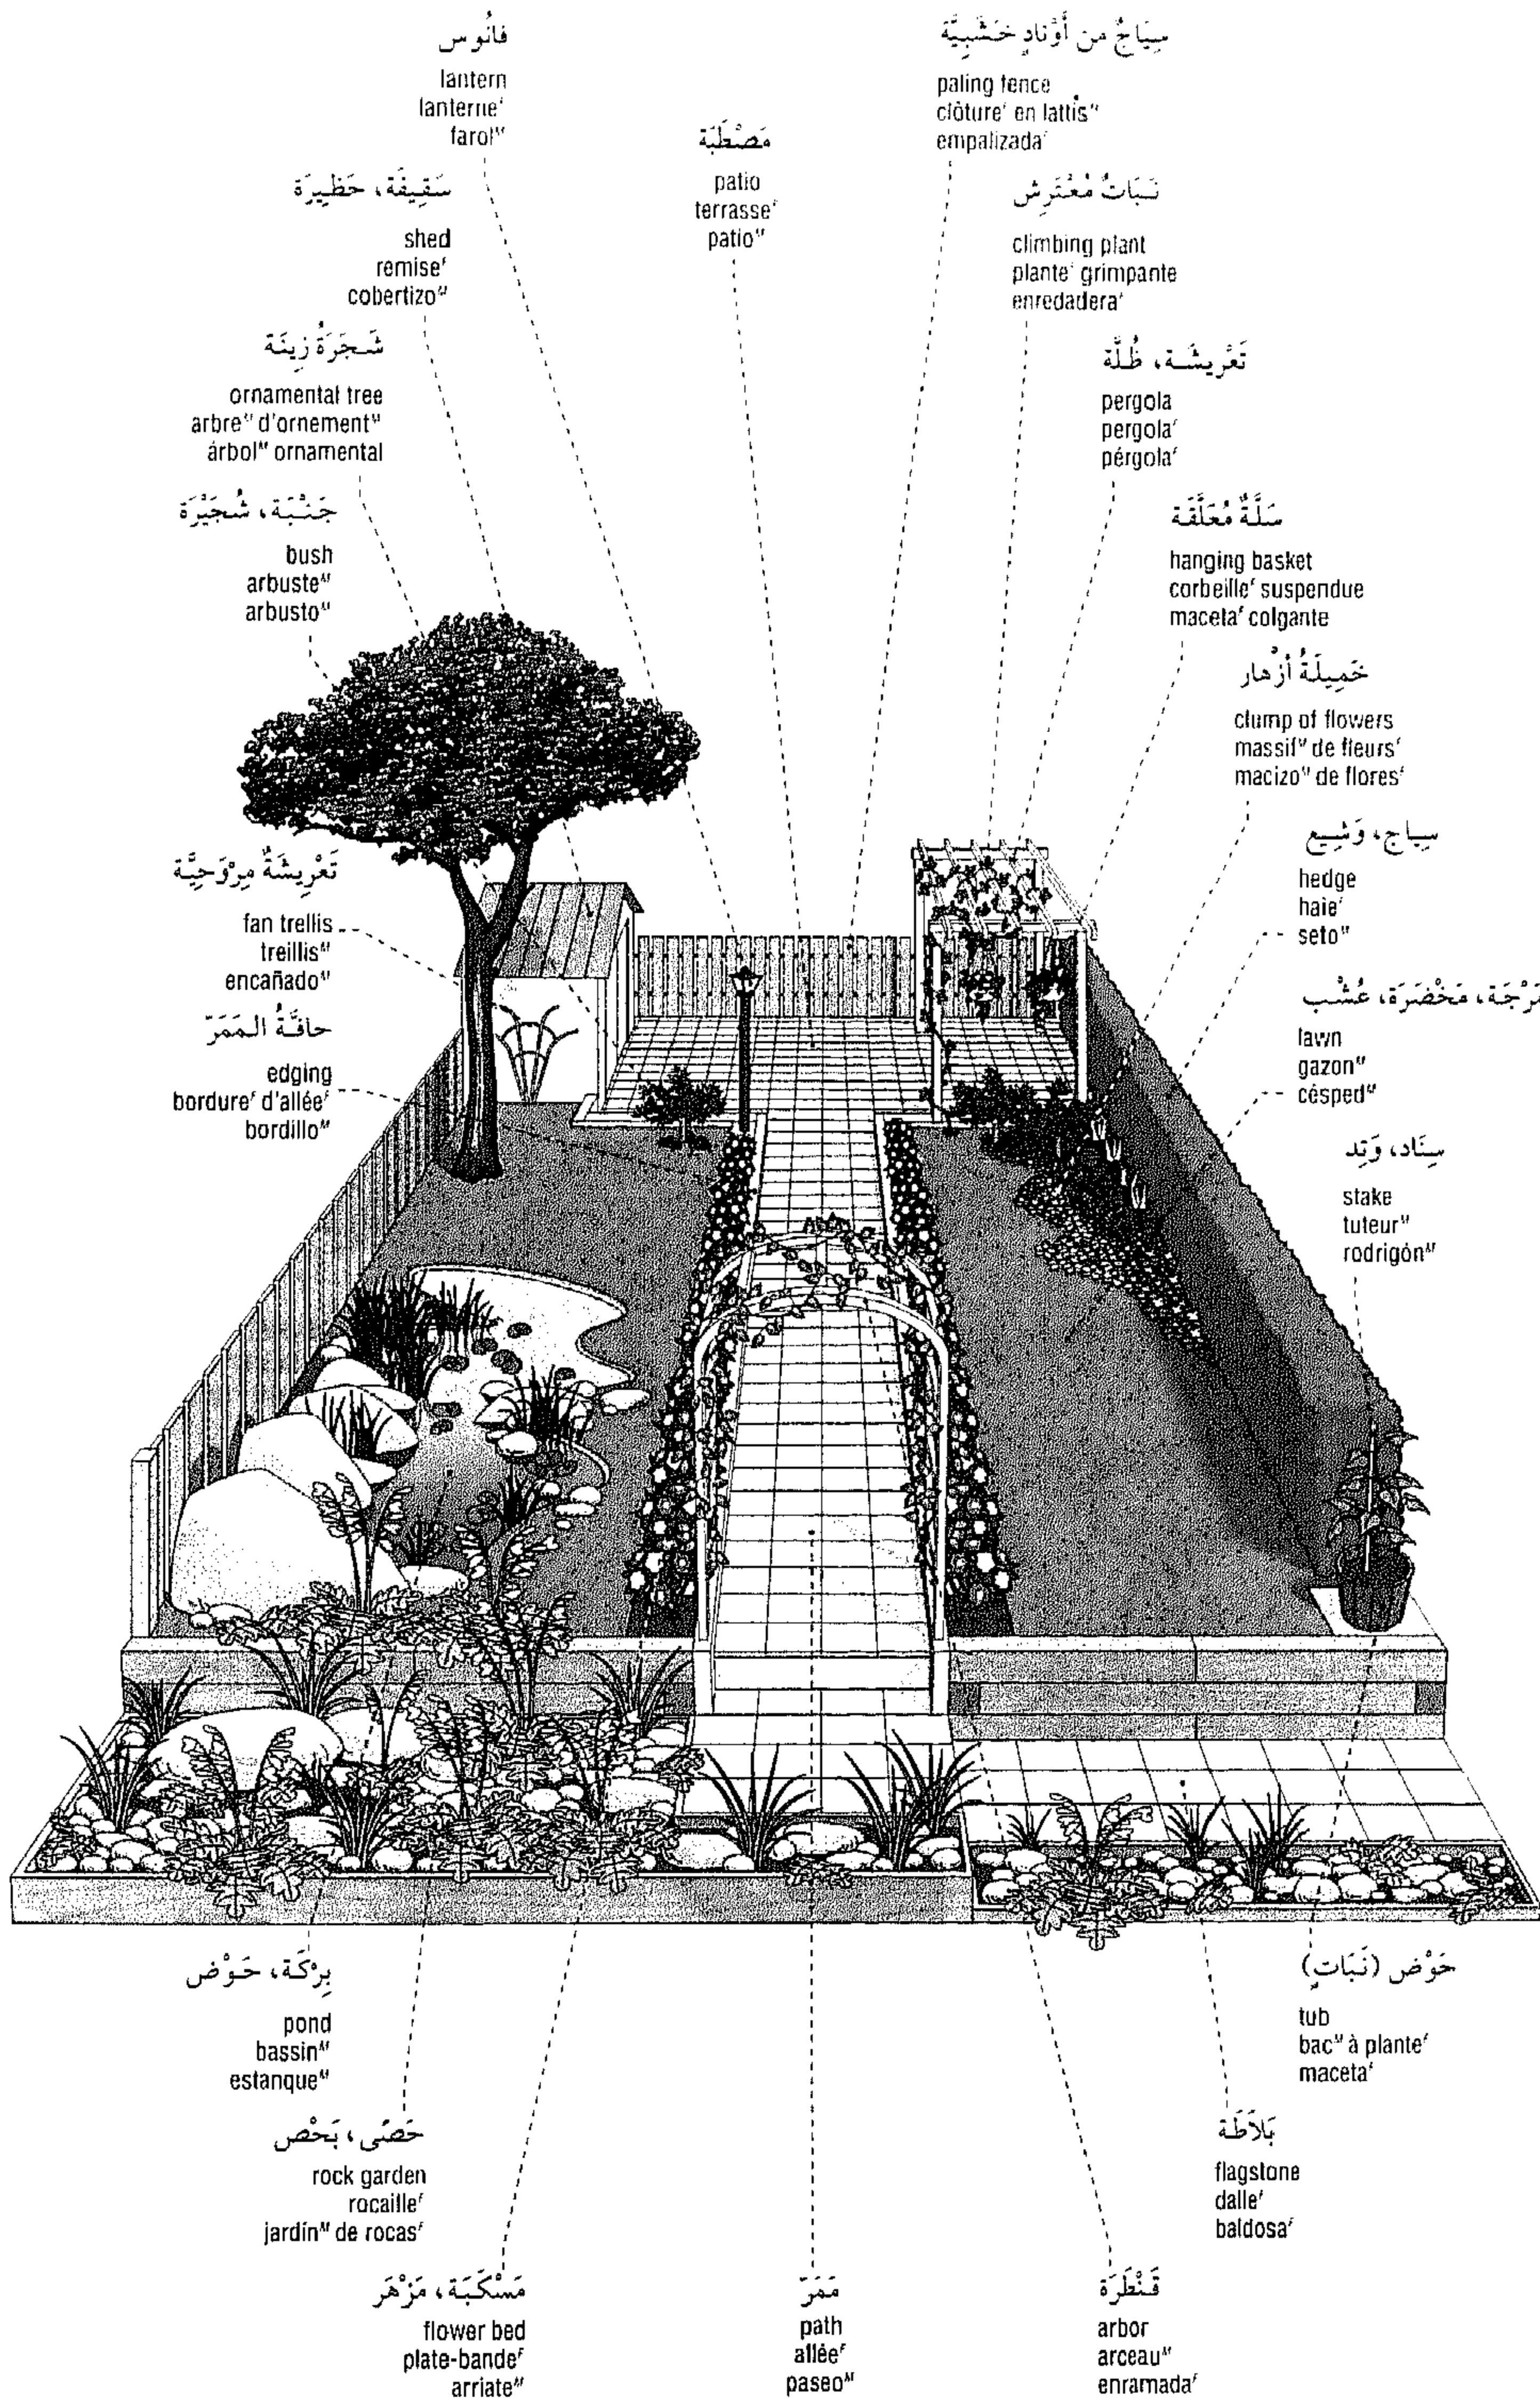 فانُوس
lantern
lanterne^F
farol^M
سِيَاجٌ من أَوْتادٍ خَشَبِيَّة
paling fence
clôture^F en lattis^M
empalizada^F
مَصْطَبَة
patio
terrasse^F
patio^M
سَقِيفَة، حَظِيرَة
shed
remise^F
cobertizo^M
نَبَاتٌ مُعْتَرِش
climbing plant
plante^F grimpante
enredadera^F
شَجَرَةُ زِينَة
ornamental tree
arbre^M d'ornement^M
árbol^M ornamental
تَعْرِيشَة، ظُلَّة
pergola
pergola^F
pérgola^F
جَنْبَة، شُجَيْرَة
bush
arbuste^M
arbusto^M
سَلَّةٌ مُعَلَّقَة
hanging basket
corbeille^F suspendue
maceta^F colgante
خَمِيلَةُ أزْهار
clump of flowers
massif^M de fleurs^F
macizo^M de flores^F
تَعْرِيشَةٌ مِرْوَحِيَّة
fan trellis
treillis^M
encañado^M
سِياج، وَشِيع
hedge
haie^F
seto^M
حافَّةُ المَمَرّ
edging
bordure^F d'allée^F
bordillo^M
مَرْجَة، مَخْضَرَة، عُشْب
lawn
gazon^M
césped^M
سِنَاد، وَتِد
stake
tuteur^M
rodrigón^M
بِرْكَة، حَوْض
pond
bassin^M
estanque^M
حَوْض (نَبَاتٍ)
tub
bac^M à plante^F
maceta^F
حَصًى، بَحْص
rock garden
rocaille^F
jardín^M de rocas^F
بَلاَطَة
flagstone
dalle^F
baldosa^F
مَسْكَبَة، مَزْهَر
flower bed
plate-bande^F
arriate^M
مَمَرّ
path
allée^F
paseo^M
قَنْطَرَة
arbor
arceau^M
enramada^F